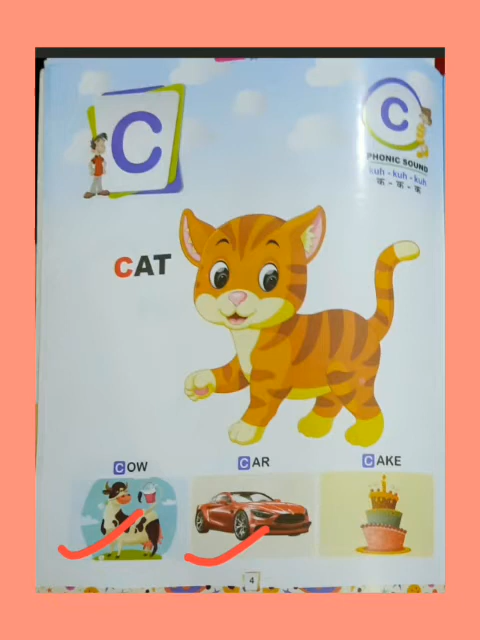 C
C
PHONIC SOUND
kuh - kuh - kuh
क - क - क
CAT
COW
CAR
CAKE
4